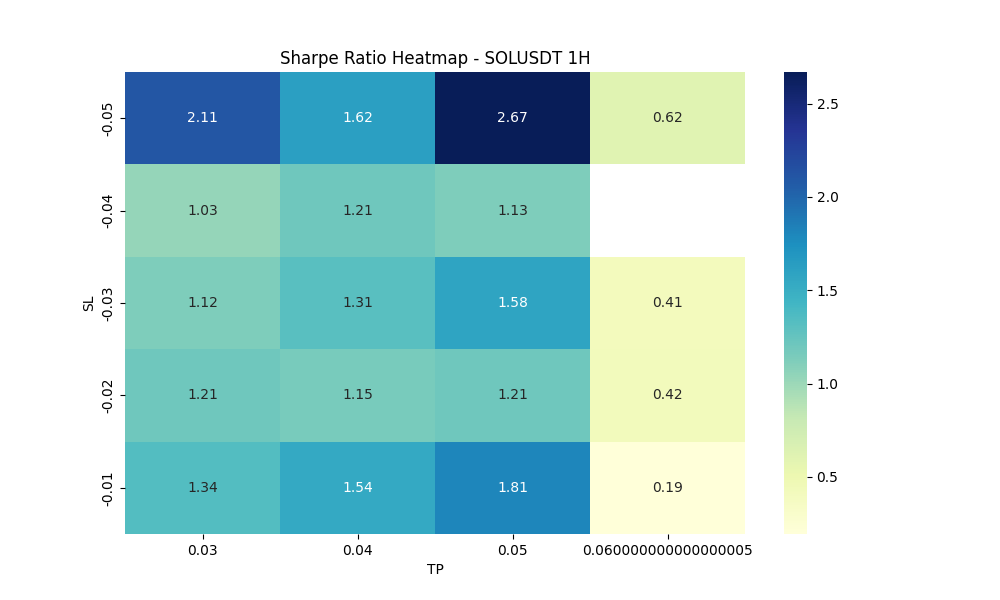 Sharpe Ratio Heatmap - SOLUSDT 1H
-0.05 2.11 1.62 2.67 0.62
-0.04 1.03 1.21 1.13
-0.03 1.12 1.31 1.58 0.41
-0.02 1.21 1.15 1.21 0.42
-0.01 1.34 1.54 1.81 0.19
0.03 0.04 0.05 0.060000000000000005
TP
SL
2.5
2.0
1.5
1.0
0.5